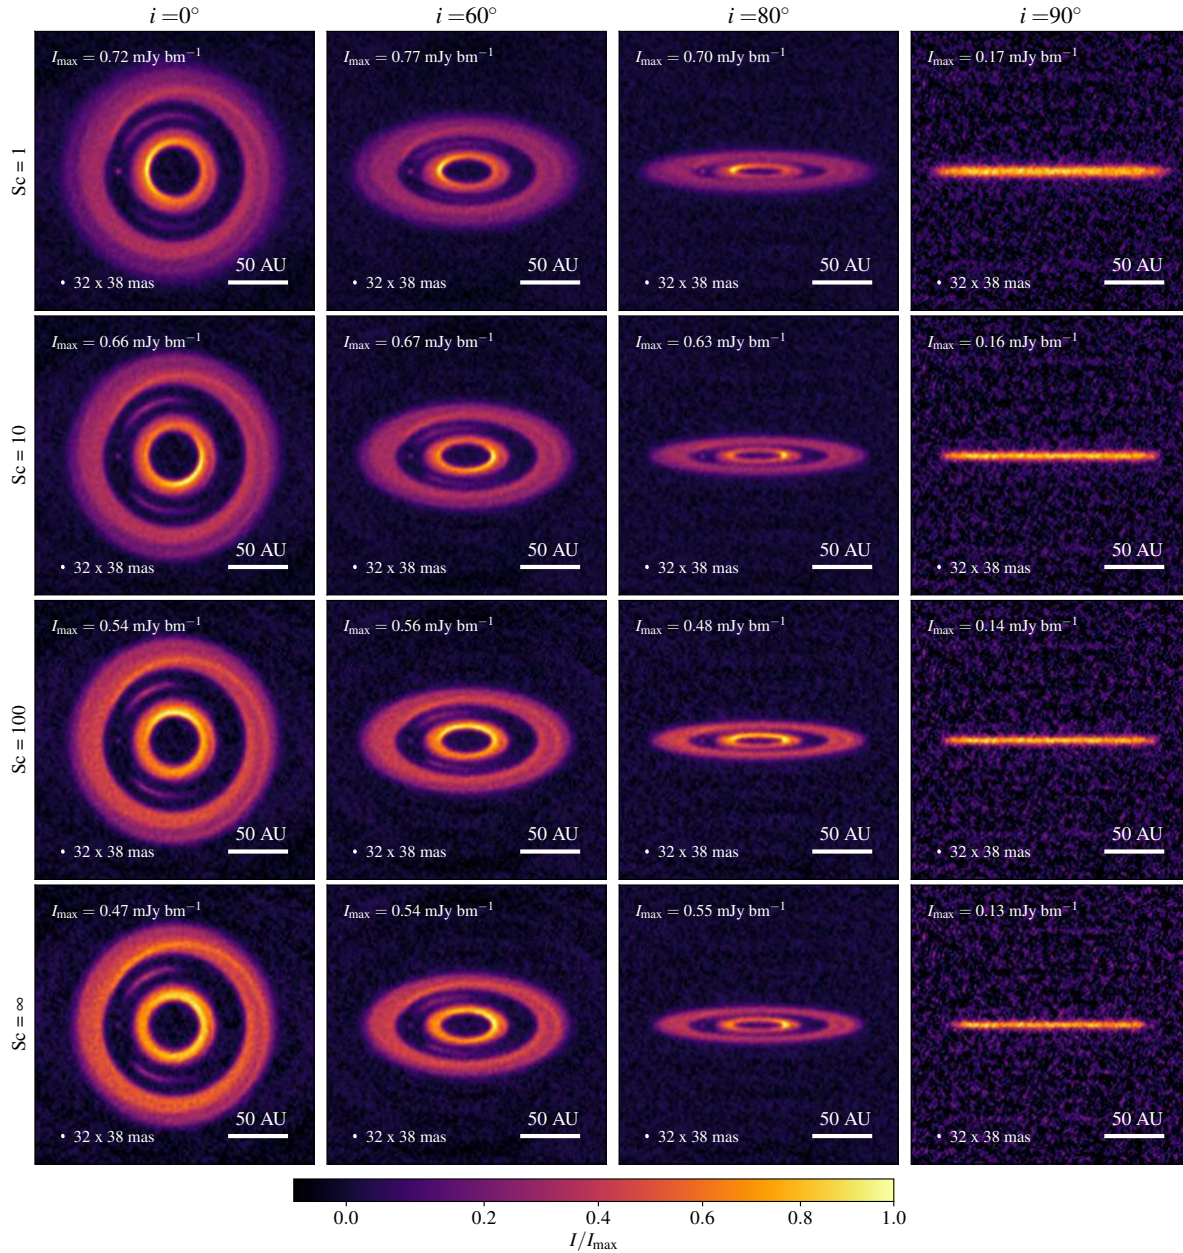 i =0° i =60° i =80° i =90°
Sc = 1
I_max = 0.72 mJy bm⁻¹
50 AU
32 x 38 mas
I_max = 0.77 mJy bm⁻¹
50 AU
32 x 38 mas
I_max = 0.70 mJy bm⁻¹
50 AU
32 x 38 mas
I_max = 0.17 mJy bm⁻¹
50 AU
32 x 38 mas
Sc = 10
I_max = 0.66 mJy bm⁻¹
50 AU
32 x 38 mas
I_max = 0.67 mJy bm⁻¹
50 AU
32 x 38 mas
I_max = 0.63 mJy bm⁻¹
50 AU
32 x 38 mas
I_max = 0.16 mJy bm⁻¹
50 AU
32 x 38 mas
Sc = 100
I_max = 0.54 mJy bm⁻¹
50 AU
32 x 38 mas
I_max = 0.56 mJy bm⁻¹
50 AU
32 x 38 mas
I_max = 0.48 mJy bm⁻¹
50 AU
32 x 38 mas
I_max = 0.14 mJy bm⁻¹
50 AU
32 x 38 mas
Sc = ∞
I_max = 0.47 mJy bm⁻¹
50 AU
32 x 38 mas
I_max = 0.54 mJy bm⁻¹
50 AU
32 x 38 mas
I_max = 0.55 mJy bm⁻¹
50 AU
32 x 38 mas
I_max = 0.13 mJy bm⁻¹
50 AU
32 x 38 mas
0.0 0.2 0.4 0.6 0.8 1.0
I/I_max